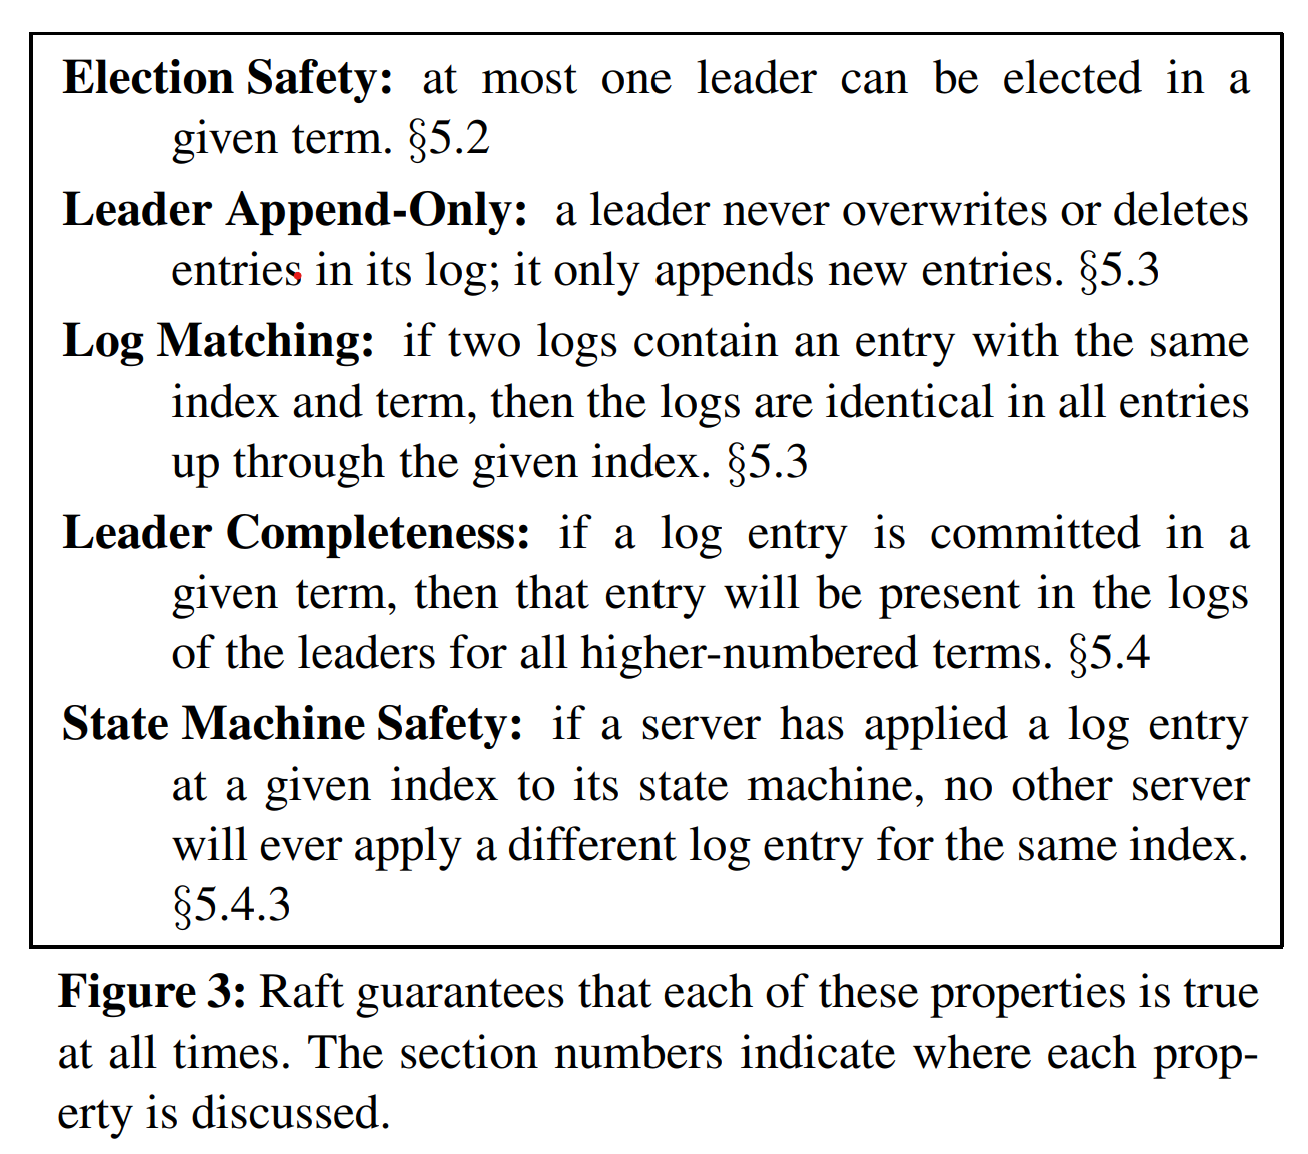 Election Safety: at most one leader can be elected in a
given term. §5.2
Leader Append-Only: a leader never overwrites or deletes
entries in its log; it only appends new entries. §5.3
Log Matching: if two logs contain an entry with the same
index and term, then the logs are identical in all entries
up through the given index. §5.3
Leader Completeness: if a log entry is committed in a
given term, then that entry will be present in the logs
of the leaders for all higher-numbered terms. §5.4
State Machine Safety: if a server has applied a log entry
at a given index to its state machine, no other server
will ever apply a different log entry for the same index.
§5.4.3
Figure 3: Raft guarantees that each of these properties is true
at all times. The section numbers indicate where each prop-
erty is discussed.